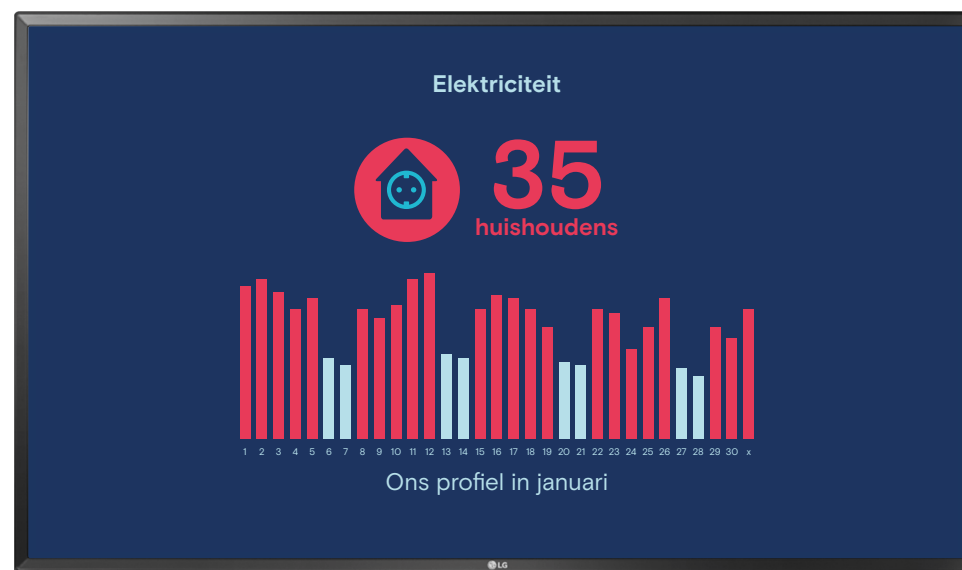 Elektriciteit
35
huishoudens
1 2 3 4 5 6 7 8 9 10 11 12 13 14 15 16 17 18 19 20 21 22 23 24 25 26 27 28 29 30 x
Ons profiel in januari
LG